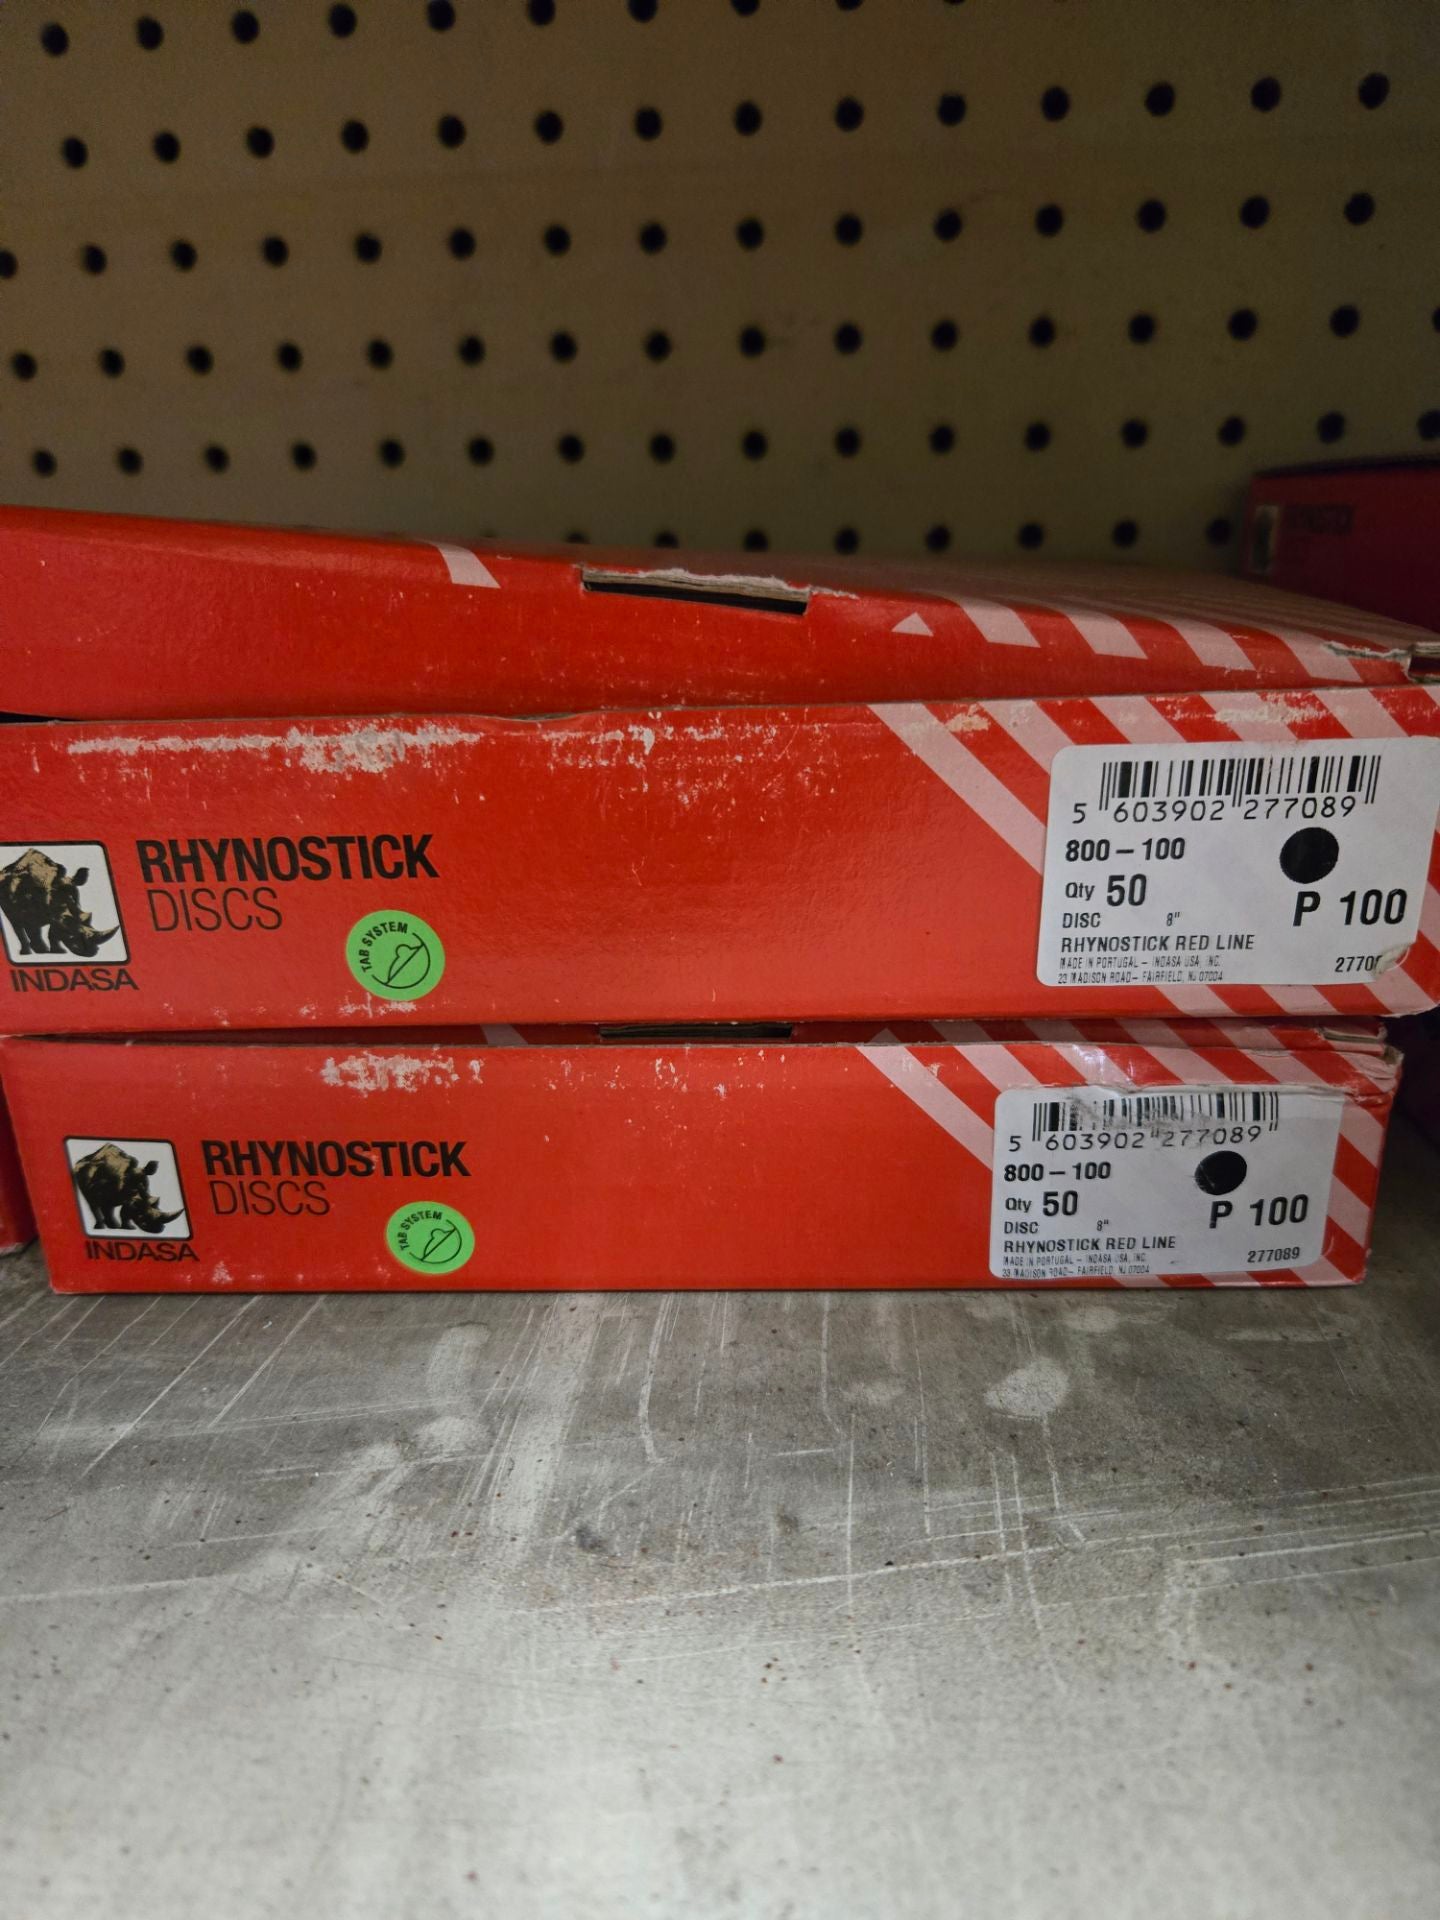 5 603902 277089
800-100
Qty 50
P 100
DISC 8"
RHYNOSTICK RED LINE
MADE IN PORTUGAL - INDASA USA, INC.
23 MADISON ROAD- FAIRFIELD, NJ 07004
RHYNOSTICK
DISCS
TAB SYSTEM
INDASA
5 603902 277089
800-100
Qty 50
P 100
DISC 8"
RHYNOSTICK RED LINE
277089
MADE IN PORTUGAL - INDASA USA, INC.
MADISON ROAD- FAIRFIELD, NJ 07004
RHYNOSTICK
DISCS
TAB SYSTEM
INDASA